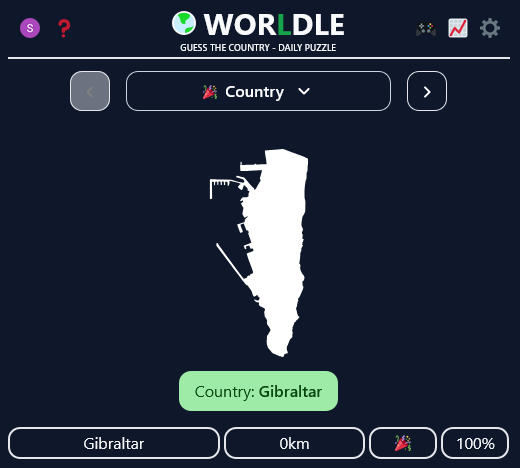 S
?
WORLDLE
GUESS THE COUNTRY - DAILY PUZZLE
Country
Country: Gibraltar
Gibraltar
0km
100%